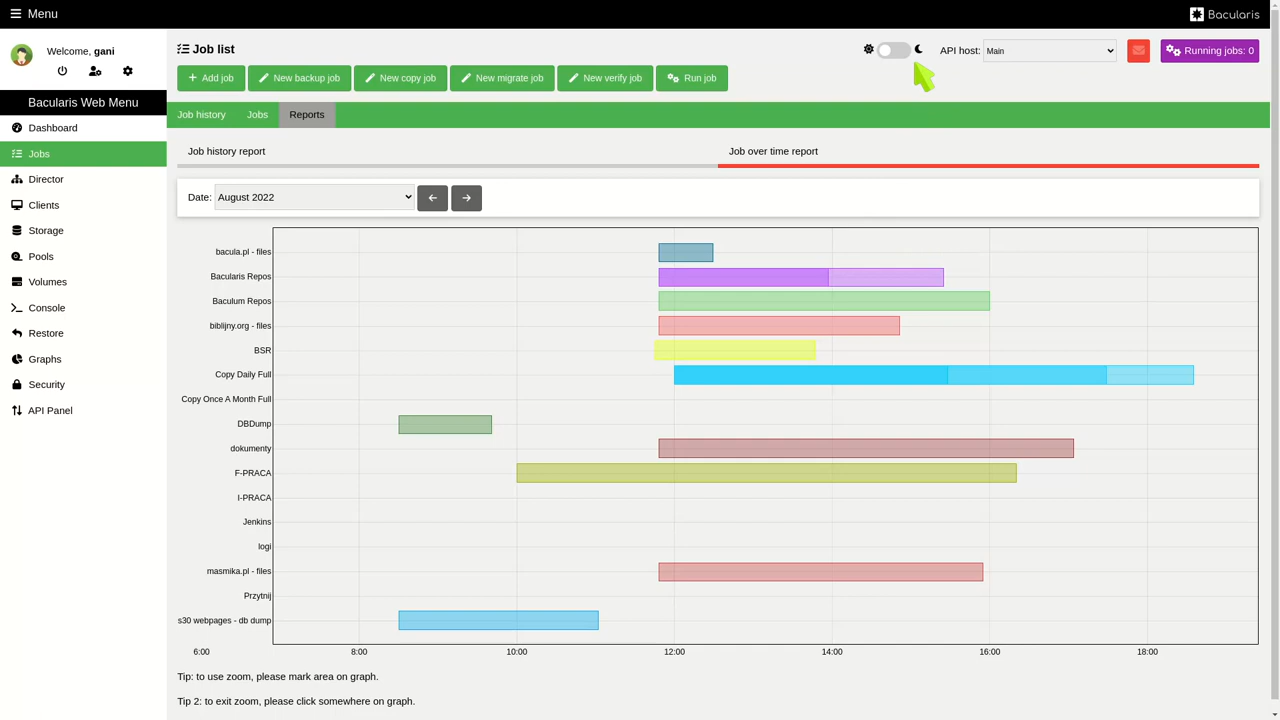 Menu
Bacularis
Welcome, gani
Bacularis Web Menu
Dashboard
Jobs
Director
Clients
Storage
Pools
Volumes
Console
Restore
Graphs
Security
API Panel
Job list
API host: Main
Running jobs: 0
Add job
New backup job
New copy job
New migrate job
New verify job
Run job
Job history Jobs Reports
Job history report Job over time report
Date: August 2022
bacula.pl - files
Bacularis Repos
Baculum Repos
biblijny.org - files
BSR
Copy Daily Full
Copy Once A Month Full
DBDump
dokumenty
F-PRACA
I-PRACA
Jenkins
logi
masmika.pl - files
Przytnij
s30 webpages - db dump
6:00 8:00 10:00 12:00 14:00 16:00 18:00
Tip: to use zoom, please mark area on graph.
Tip 2: to exit zoom, please click somewhere on graph.